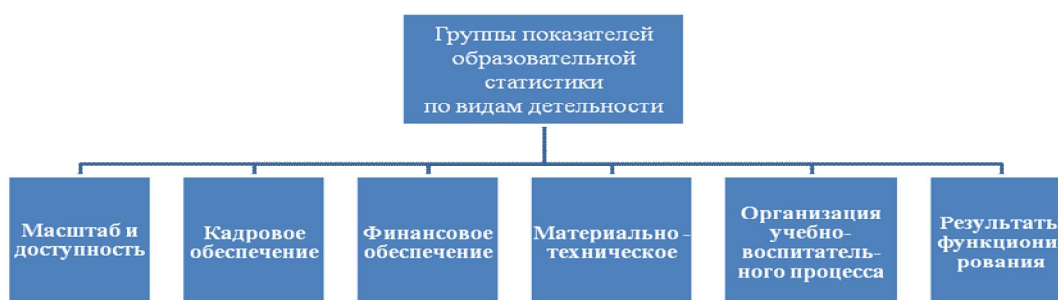 Группы показателей
образовательной
статистики
по видам детельности
Масштаб и
доступность
Кадровое
обеспечение
Финансовое
обеспечение
Материально -
техническое
Организация
учебно-
воспитатель-
ного процесса
Результаты
функциони
рования